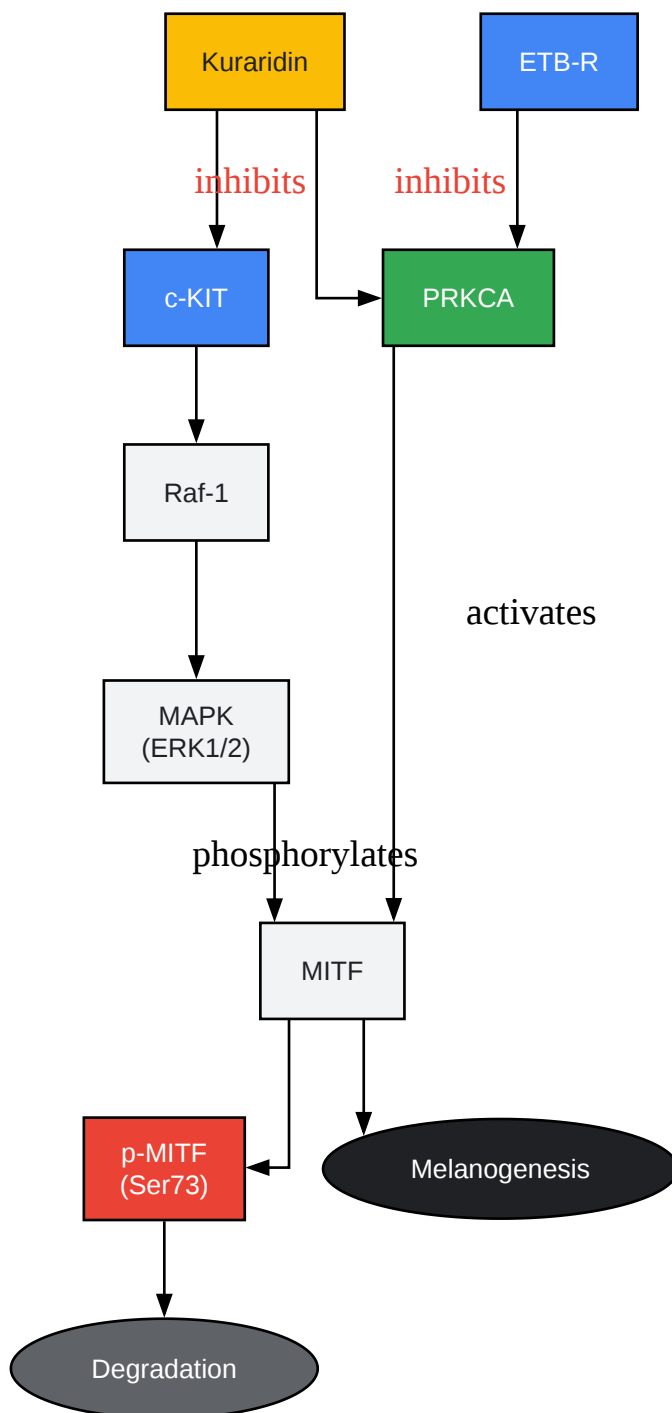 Kuraridin
ETB-R
inhibits
inhibits
c-KIT
PRKCA
Raf-1
activates
MAPK
(ERK1/2)
phosphorylates
MITF
p-MITF
(Ser73)
Melanogenesis
Degradation